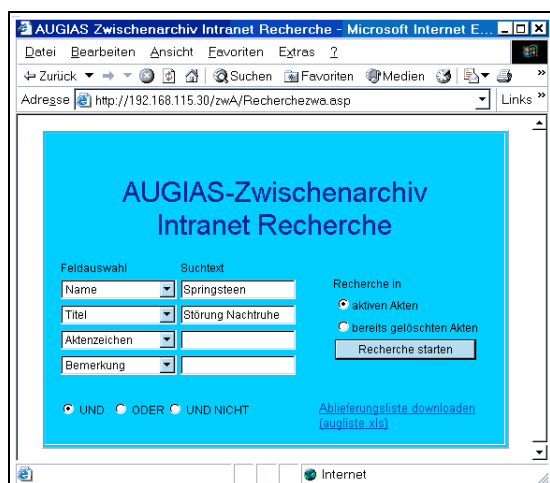 AUGIAS Zwischenarchiv Intranet Recherche - Microsoft Internet E...
Datei Bearbeiten Ansicht Favoriten Extras ?
Zurück Suchen Favoriten Medien »
Adresse http://192.168.115.30/zwA/Recherchezwa.asp Links »
AUGIAS-Zwischenarchiv
Intranet Recherche
Feldauswahl Suchtext
Name Springsteen
Titel Störung Nachtruhe
Aktenzeichen
Bemerkung
Recherche in
aktiven Akten
bereits gelöschten Akten
Recherche starten
UND ODER UND NICHT
Ablieferungsliste downloaden
(augliste.xls)
Internet